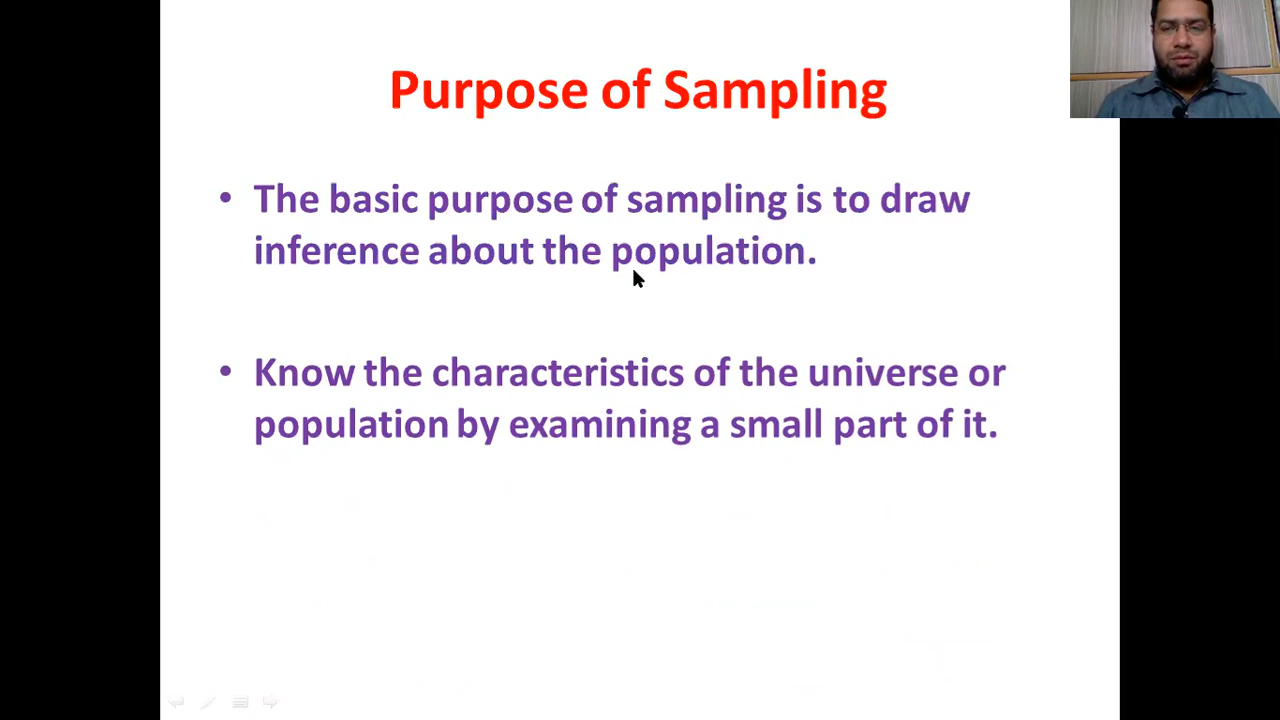 Purpose of Sampling
• The basic purpose of sampling is to draw
inference about the population.
• Know the characteristics of the universe or
population by examining a small part of it.